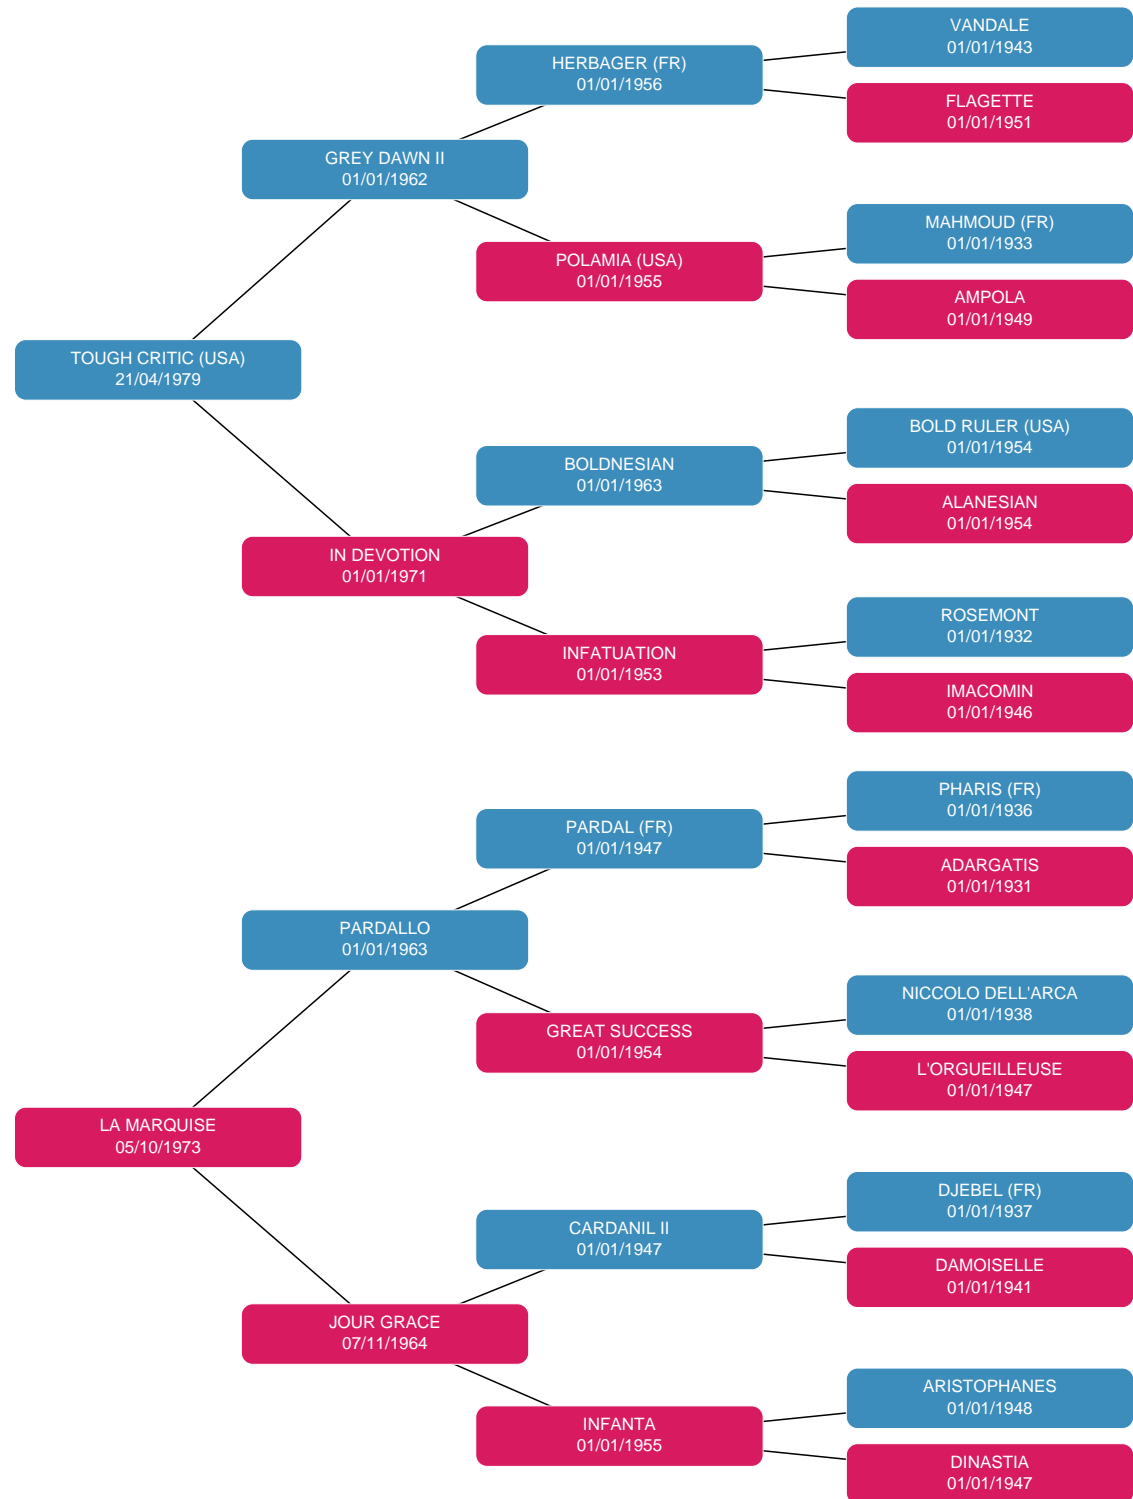 VANDALE
01/01/1943
HERBAGER (FR)
01/01/1956
FLAGETTE
01/01/1951
GREY DAWN II
01/01/1962
MAHMOUD (FR)
01/01/1933
POLAMIA (USA)
01/01/1955
AMPOLA
01/01/1949
TOUGH CRITIC (USA)
21/04/1979
BOLD RULER (USA)
01/01/1954
BOLDNESIAN
01/01/1963
ALANESIAN
01/01/1954
IN DEVOTION
01/01/1971
ROSEMONT
01/01/1932
INFATUATION
01/01/1953
IMACOMIN
01/01/1946
PHARIS (FR)
01/01/1936
PARDAL (FR)
01/01/1947
ADARGATIS
01/01/1931
PARDALLO
01/01/1963
NICCOLO DELL'ARCA
01/01/1938
GREAT SUCCESS
01/01/1954
L'ORGUEILLEUSE
01/01/1947
LA MARQUISE
05/10/1973
DJEBEL (FR)
01/01/1937
CARDANIL II
01/01/1947
DAMOISELLE
01/01/1941
JOUR GRACE
07/11/1964
ARISTOPHANES
01/01/1948
INFANTA
01/01/1955
DINASTIA
01/01/1947